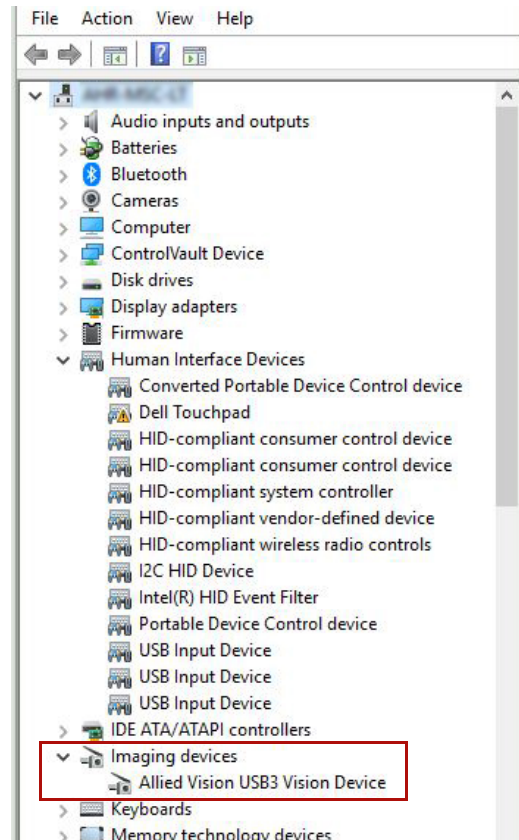 File Action View Help
Audio inputs and outputs
Batteries
Bluetooth
Cameras
Computer
ControlVault Device
Disk drives
Display adapters
Firmware
Human Interface Devices
Converted Portable Device Control device
Dell Touchpad
HID-compliant consumer control device
HID-compliant consumer control device
HID-compliant system controller
HID-compliant vendor-defined device
HID-compliant wireless radio controls
I2C HID Device
Intel(R) HID Event Filter
Portable Device Control device
USB Input Device
USB Input Device
USB Input Device
IDE ATA/ATAPI controllers
Imaging devices
Allied Vision USB3 Vision Device
Keyboards
Memory technology devices